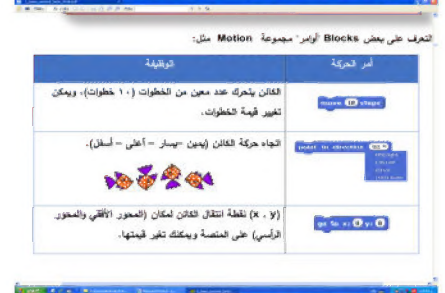 التعرف على بعض Blocks "أوامر" مجموعة Motion مثل:
أمر الحركة
الوظيفة
move 10 steps
الكائن يتحرك عدد معين من الخطوات (١٠ خطوات)، ويمكن
تغيير قيمة الخطوات.
point in direction 90
اتجاه حركة الكائن (يمين -يسار – أعلى – أسفل).
go to x: 0 y: 0
(x ، y) نقطة انتقال الكائن لمكان (المحور الأفقي والمحور
الرأسي) على المنصة ويمكنك تغير قيمتها.